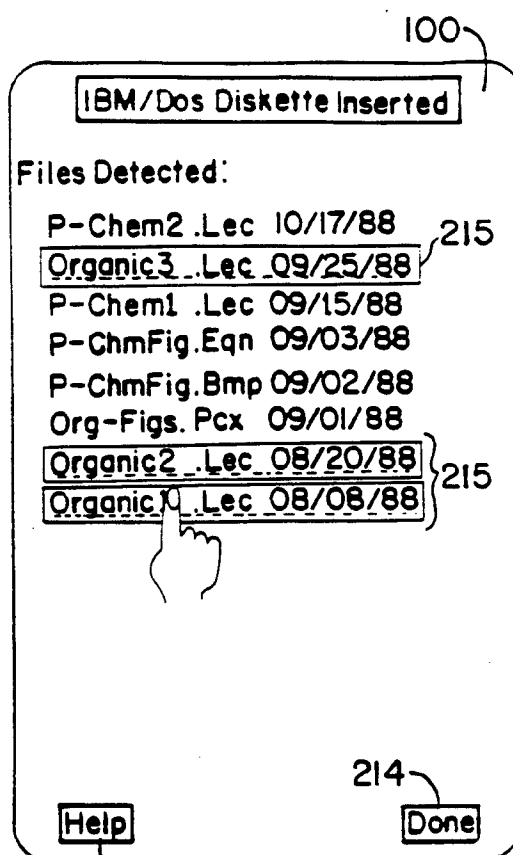 100
IBM/Dos Diskette Inserted
Files Detected:
P-Chem2 .Lec 10/17/88
215
Organic3 .Lec 09/25/88
P-Chem1 .Lec 09/15/88
P-ChmFig.Eqn 09/03/88
P-ChmFig.Bmp 09/02/88
Org-Figs. Pcx 09/01/88
Organic2 .Lec 08/20/88
215
Organic1 .Lec 08/08/88
214
Help
Done